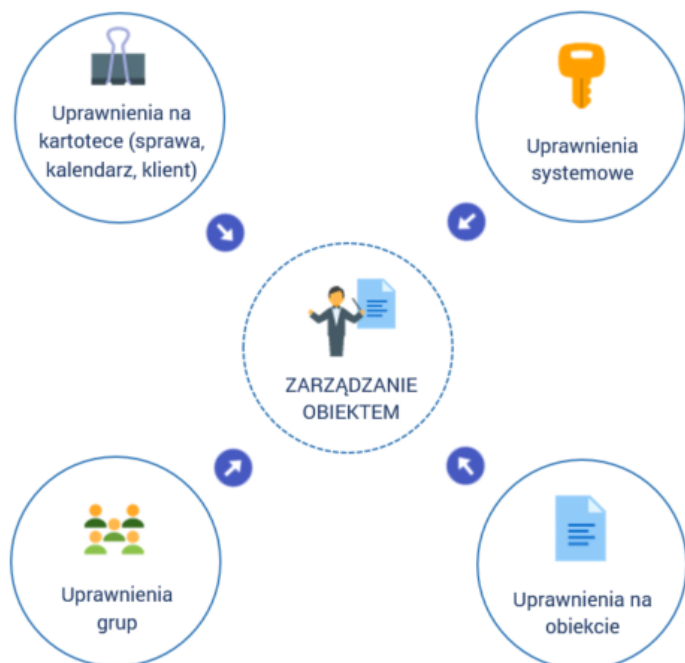 Uprawnienia na
kartotece (sprawa,
kalendarz, klient)
Uprawnienia
systemowe
ZARZĄDZANIE
OBIEKTEM
Uprawnienia
grup
Uprawnienia na
obiekcie